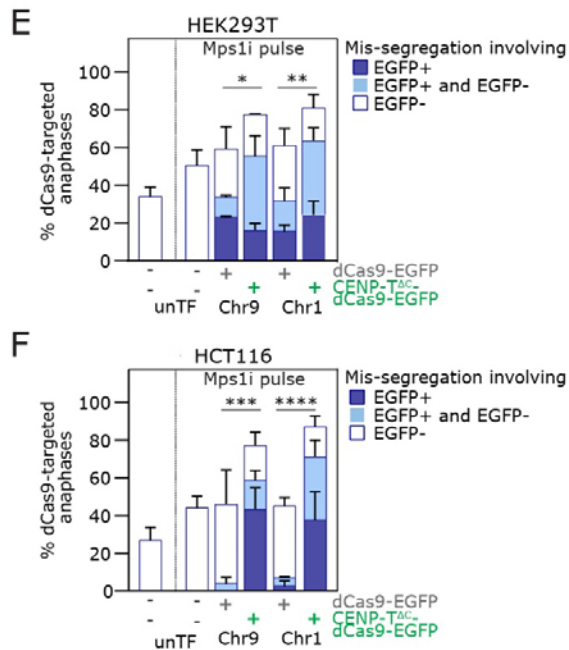 E
HEK293T
Mps1i pulse
* **
100
80
60
40
20
0
% dCas9-targeted
anaphases
Mis-segregation involving
EGFP+
EGFP+ and EGFP-
EGFP-
- - + + dCas9-EGFP
- - + + CENP-TΔC-
dCas9-EGFP
unTF Chr9 Chr1
F
HCT116
Mps1i pulse
*** ****
100
80
60
40
20
0
% dCas9-targeted
anaphases
Mis-segregation involving
EGFP+
EGFP+ and EGFP-
EGFP-
- - + + dCas9-EGFP
- - + + CENP-TΔC-
dCas9-EGFP
unTF Chr9 Chr1